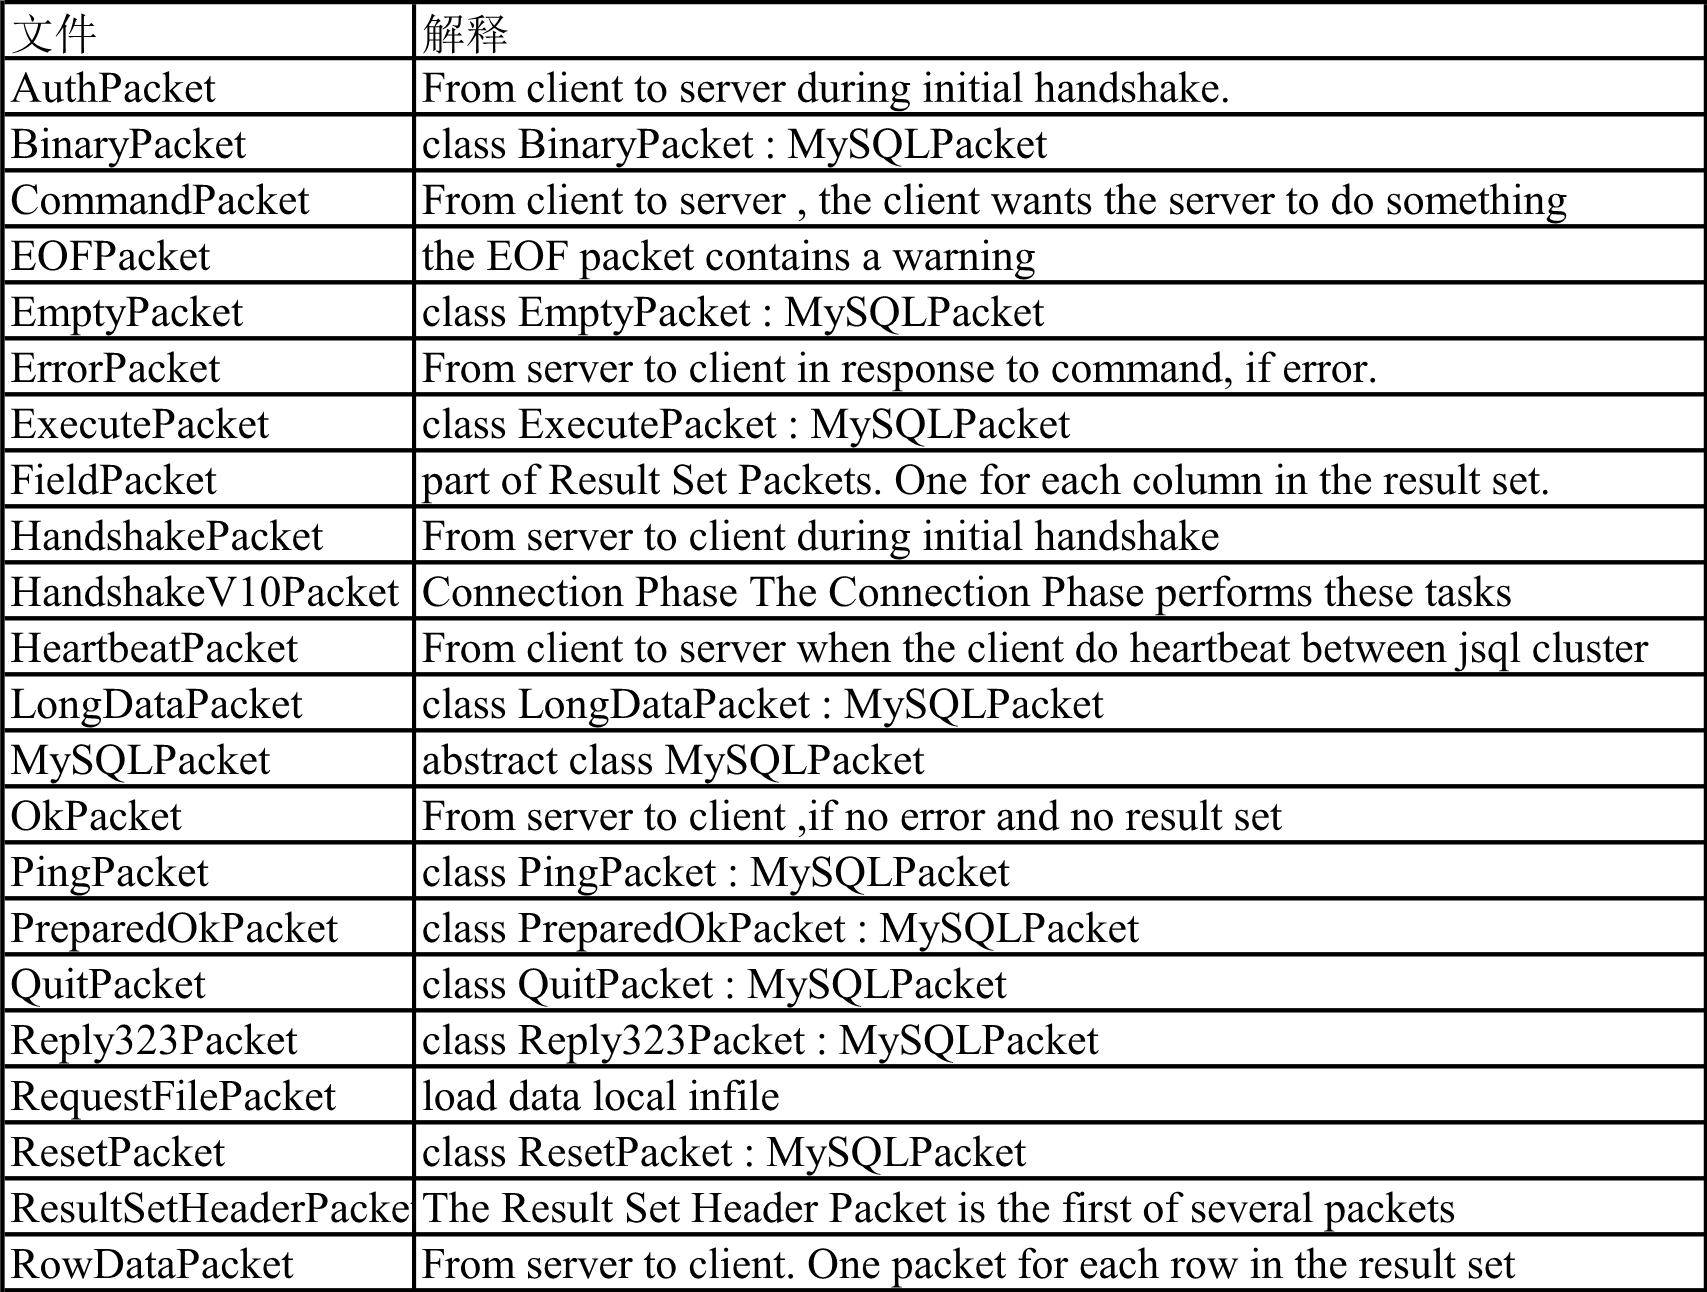 文件 解释
AuthPacket From client to server during initial handshake.
BinaryPacket class BinaryPacket : MySQLPacket
CommandPacket From client to server , the client wants the server to do something
EOFPacket the EOF packet contains a warning
EmptyPacket class EmptyPacket : MySQLPacket
ErrorPacket From server to client in response to command, if error.
ExecutePacket class ExecutePacket : MySQLPacket
FieldPacket part of Result Set Packets. One for each column in the result set.
HandshakePacket From server to client during initial handshake
HandshakeV10Packet Connection Phase The Connection Phase performs these tasks
HeartbeatPacket From client to server when the client do heartbeat between jsql cluster
LongDataPacket class LongDataPacket : MySQLPacket
MySQLPacket abstract class MySQLPacket
OkPacket From server to client ,if no error and no result set
PingPacket class PingPacket : MySQLPacket
PreparedOkPacket class PreparedOkPacket : MySQLPacket
QuitPacket class QuitPacket : MySQLPacket
Reply323Packet class Reply323Packet : MySQLPacket
RequestFilePacket load data local infile
ResetPacket class ResetPacket : MySQLPacket
ResultSetHeaderPacke The Result Set Header Packet is the first of several packets
RowDataPacket From server to client. One packet for each row in the result set